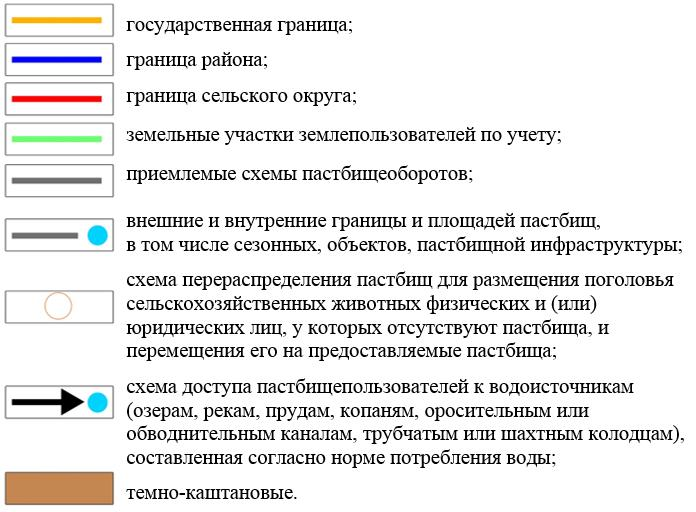 государственная граница;
граница района;
граница сельского округа;
земельные участки землепользователей по учету;
приемлемые схемы пастбищеоборотов;
внешние и внутренние границы и площадей пастбищ,
в том числе сезонных, объектов, пастбищной инфраструктуры;
схема перераспределения пастбищ для размещения поголовья
сельскохозяйственных животных физических и (или)
юридических лиц, у которых отсутствуют пастбища, и
перемещения его на предоставляемые пастбища;
схема доступа пастбищепользователей к водоисточникам
(озерам, рекам, прудам, копаням, оросительным или
обводнительным каналам, трубчатым или шахтным колодцам),
составленная согласно норме потребления воды;
темно-каштановые.